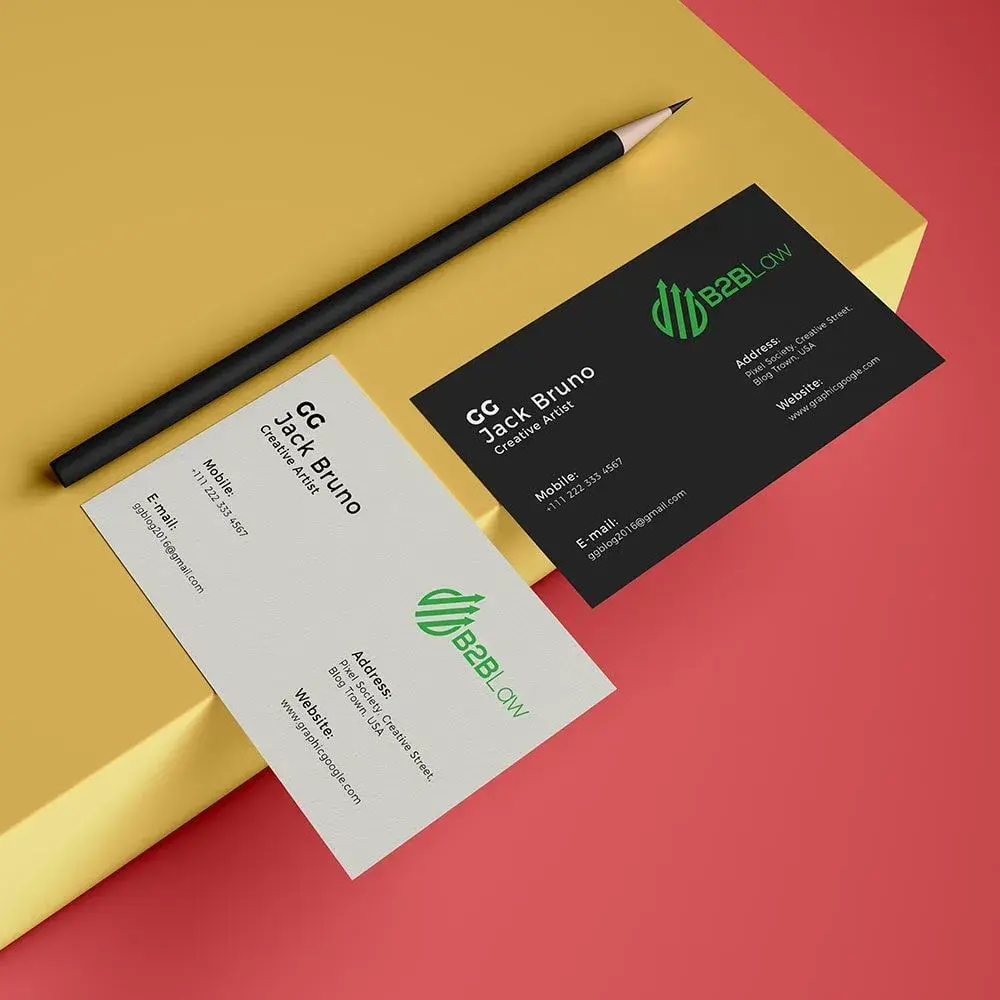 GG
Jack Bruno
Creative Artist
Mobile:
+111 222 333 4567
E-mail:
ggblog2016@gmail.com
B2BLaw
Address:
Pixel Society, Creative Street,
Blog Trown, USA
Website:
www.graphicgoogle.com
GG
Jack Bruno
Creative Artist
Mobile:
+111 222 333 4567
E-mail:
ggblog2016@gmail.com
B2BLaw
Address:
Pixel Society, Creative Street,
Blog Trown, USA
Website:
www.graphicgoogle.com